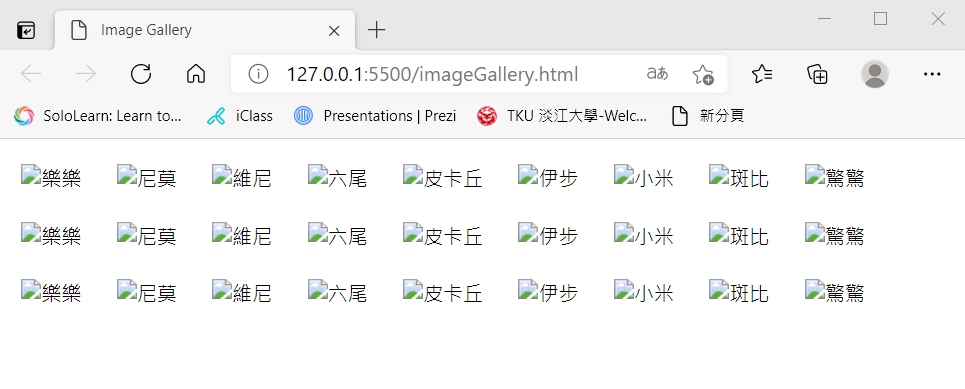 Image Gallery
127.0.0.1:5500/imageGallery.html
aあ
SoloLearn: Learn to... iClass Presentations | Prezi TKU 淡江大學-Welc... 新分頁
樂樂 尼莫 維尼 六尾 皮卡丘 伊步 小米 斑比 驚驚
樂樂 尼莫 維尼 六尾 皮卡丘 伊步 小米 斑比 驚驚
樂樂 尼莫 維尼 六尾 皮卡丘 伊步 小米 斑比 驚驚